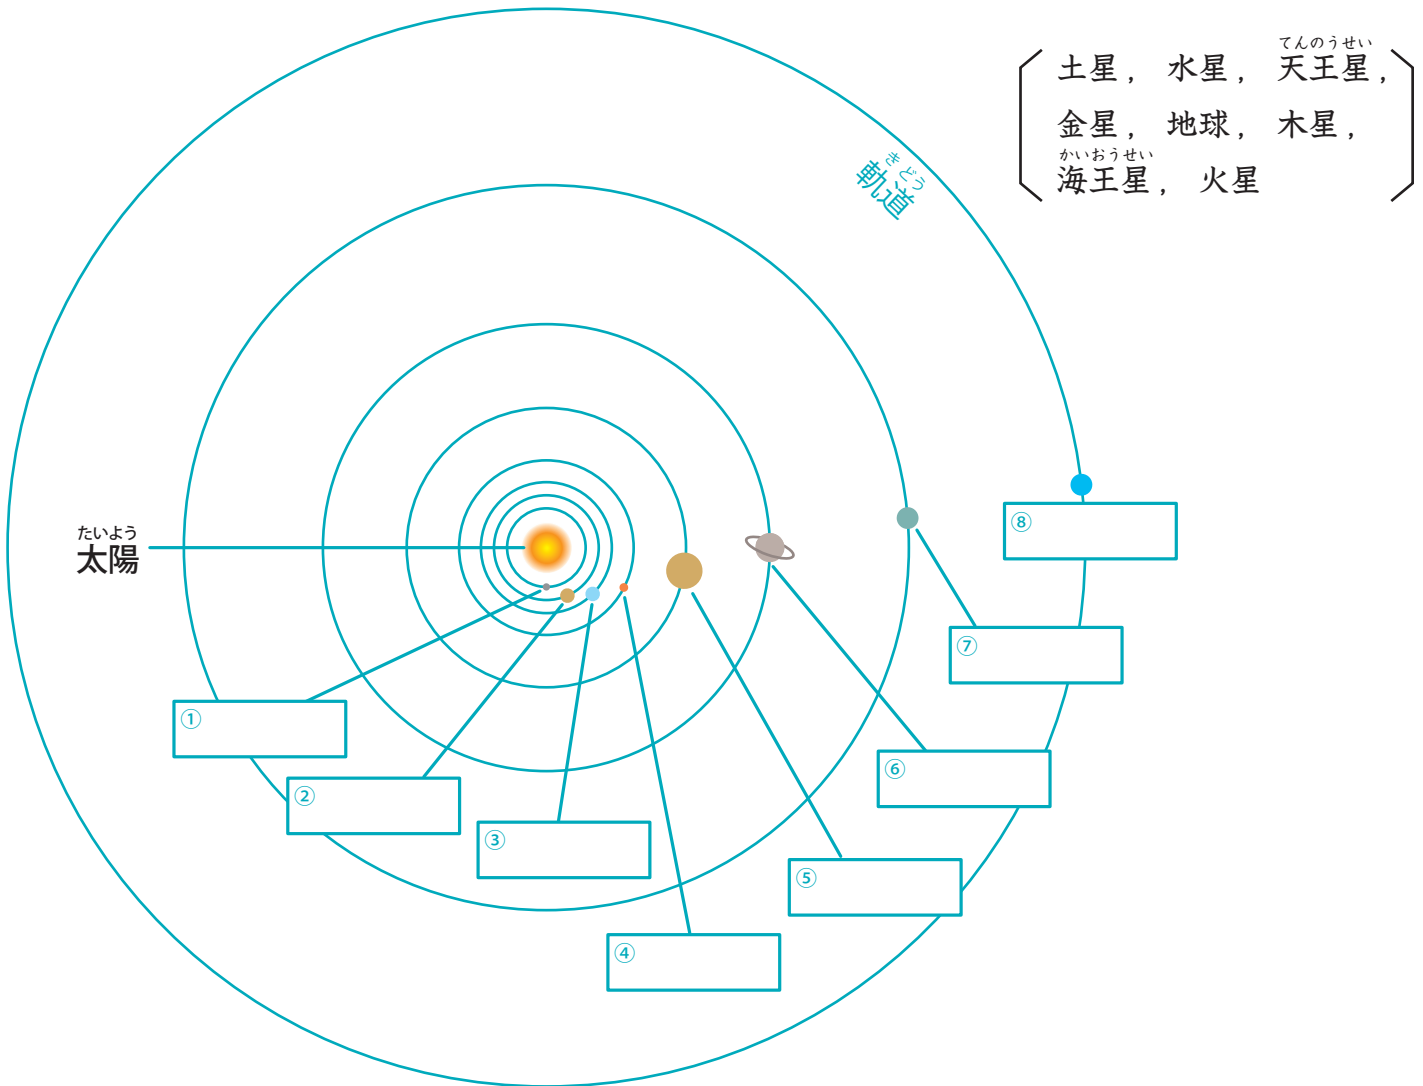 てんのうせい
土星，水星，天王星，
金星，地球，木星，
かいおうせい
海王星，火星
きどう
軌道
たいよう
太陽
①
②
③
④
⑤
⑥
⑦
⑧